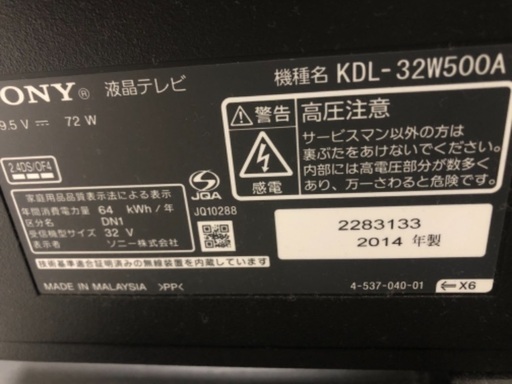 ONY® 液晶テレビ
機種名 KDL-32W500A
9.5 V ⎓ 72 W
2.4DS/OF4
警告 高圧注意
サービスマン以外の方は
裏ぶたをあけないでください。
内部には高電圧部分が数多く
あり、万一さわると危険です。
感電
家庭用品品質表示法による表示
年間消費電力量 64 kWh/年
区分名 DN1
受信機型サイズ 32 V
表示者 ソニー株式会社
JQA
JQ10288
2283133
2014 年製
技術基準適合証明済みの無線装置を内蔵しています
MADE IN MALAYSIA >PP<
4-537-040-01
X6